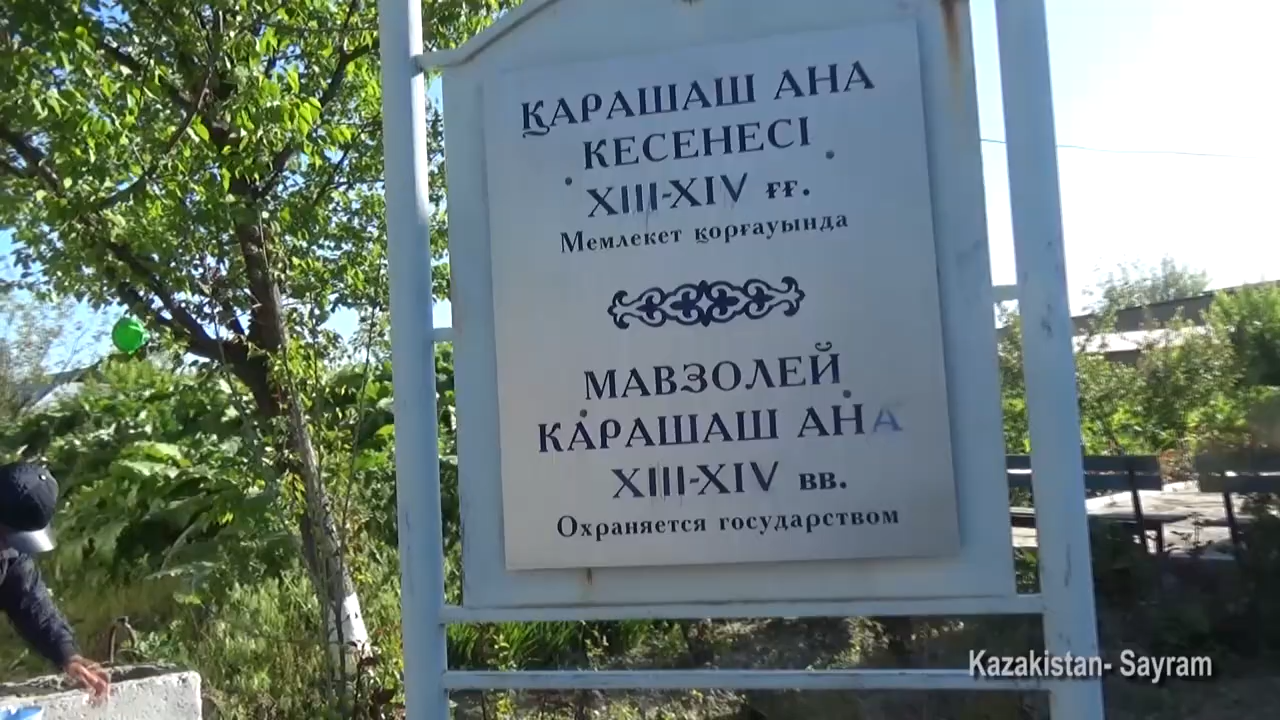 ҚАРАШАШ АНА
КЕСЕНЕСІ
XIII-XIV ғғ.
Мемлекет қорғауында
МАВЗОЛЕЙ
КАРАШАШ АНА
XIII-XIV вв.
Охраняется государством
Kazakistan- Sayram